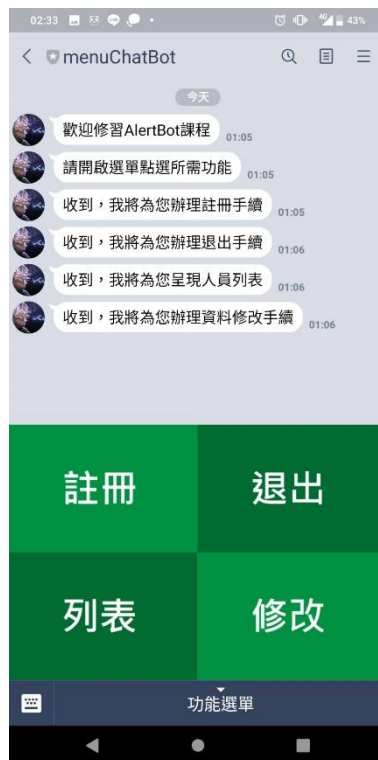 02:33
4G 43%
menuChatBot
今天
歡迎修習AlertBot課程 01:05
請開啟選單點選所需功能 01:05
收到，我將為您辦理註冊手續 01:05
收到，我將為您辦理退出手續 01:06
收到，我將為您呈現人員列表 01:06
收到，我將為您辦理資料修改手續 01:06
註冊 退出
列表 修改
功能選單